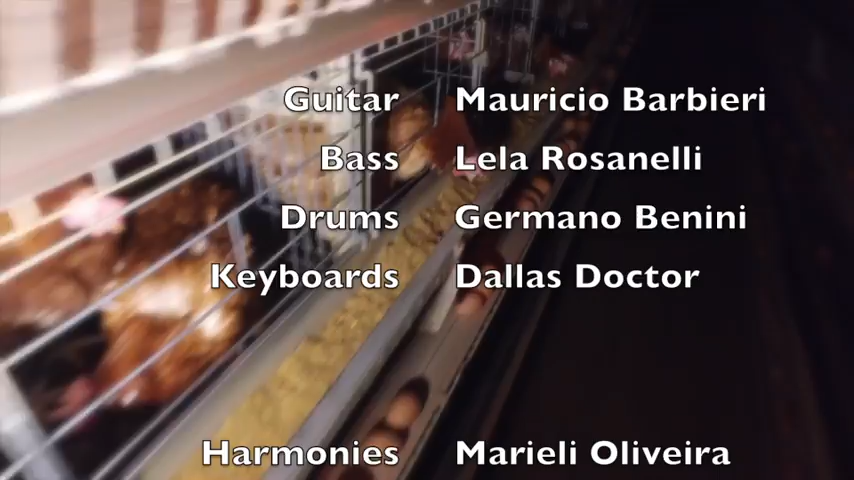 Guitar Mauricio Barbieri
Bass Lela Rosanelli
Drums Germano Benini
Keyboards Dallas Doctor
Harmonies Marieli Oliveira